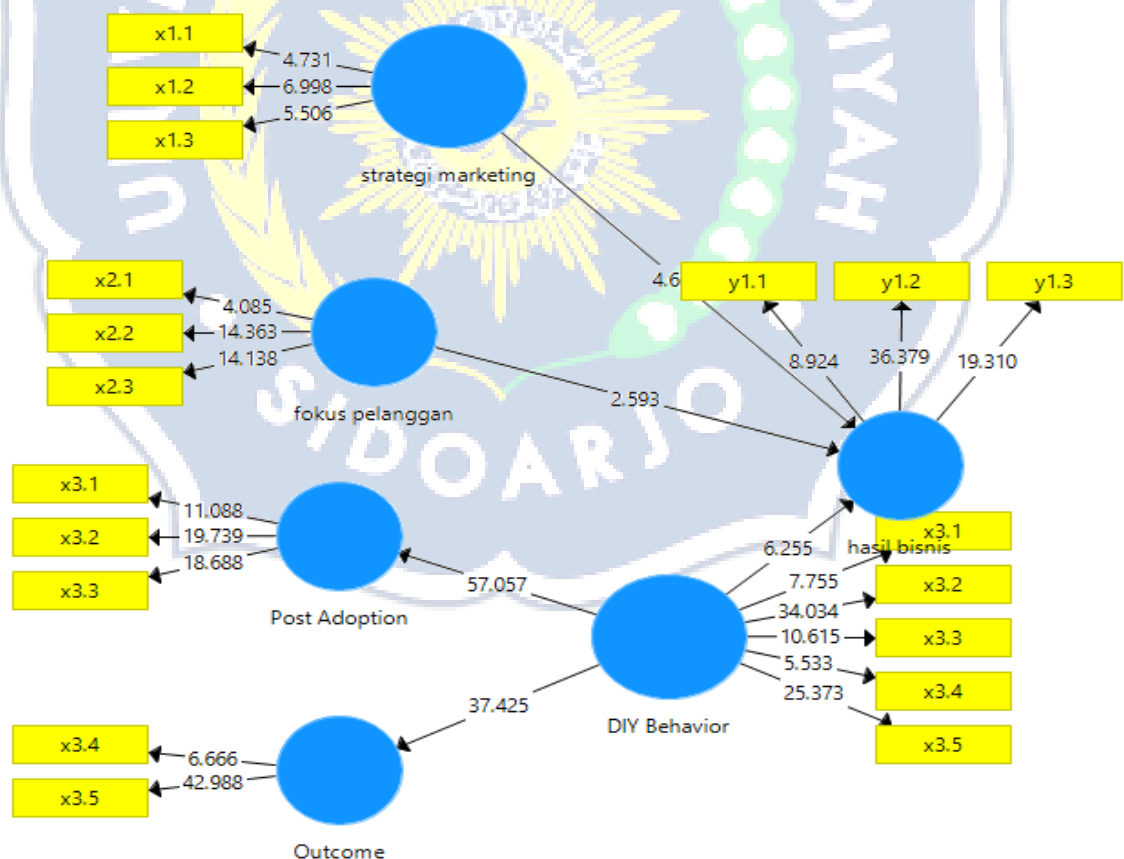 x1.1
4.731
x1.2
6.998
5.506
x1.3
strategi marketing
x2.1
4.085
x2.2
14.363
14.138
x2.3
fokus pelanggan
4.6
y1.1
y1.2
y1.3
8.924
36.379
19.310
2.593
SIDOARJO
DIYAH
x3.1
11.088
x3.2
19.739
18.688
x3.3
Post Adoption
57.057
6.255
hasil bisnis
x3.1
7.755
x3.2
34.034
10.615
x3.3
5.533
x3.4
25.373
x3.5
DIY Behavior
37.425
x3.4
6.666
x3.5
42.988
Outcome